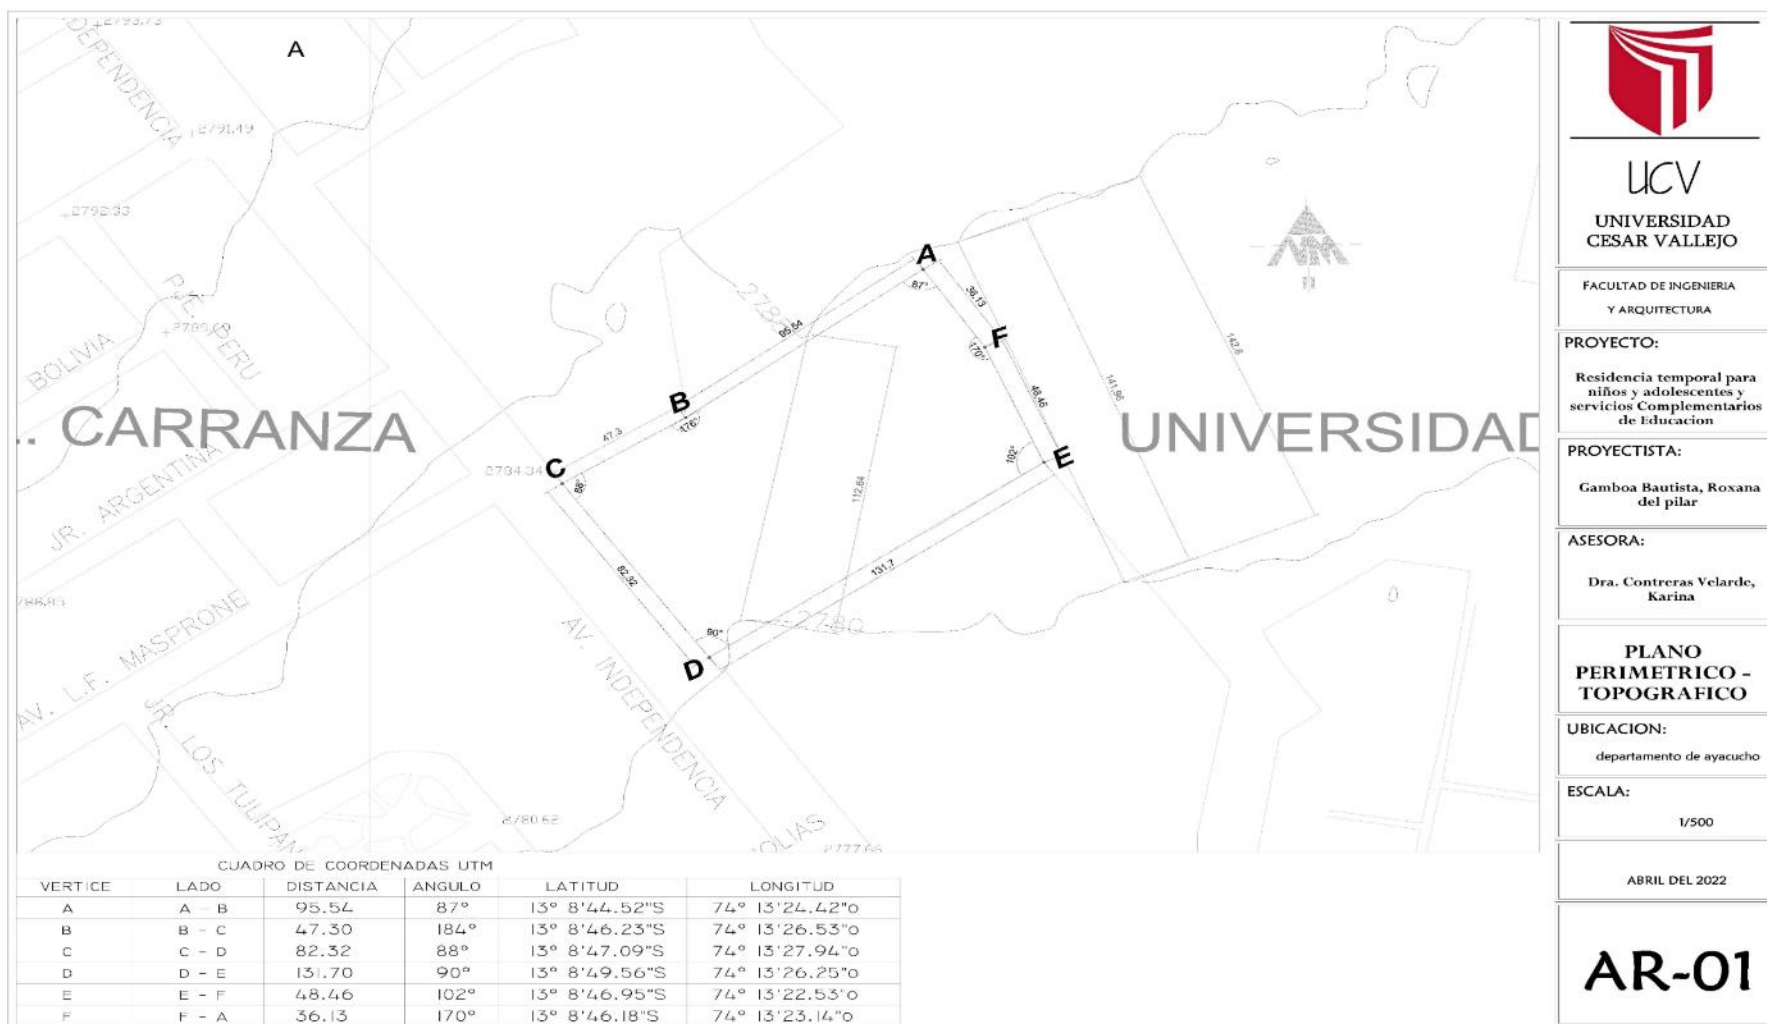 2793.73
DEPENDENCIA
A
2791.49
2792.33
PJE. PERU
BOLIVIA
CARRANZA
JR. ARGENTINA
2784.34
AV. L.F. MASPRONE
JR. LOS TULIPAN
AV. INDEPENDENCIA
2780.62
2777.66
OLIAS
2780
A
87°
36.13
F
170°
95.54
B
176°
47.3
C
88°
82.32
D
90°
131.7
E
102°
48.46
112.64
141.96
142.6
UNIVERSIDAD
NM
CUADRO DE COORDENADAS UTM
VERTICE LADO DISTANCIA ANGULO LATITUD LONGITUD
A A - B 95.54 87° 13° 8'44.52"S 74° 13'24.42"o
B B - C 47.30 184° 13° 8'46.23"S 74° 13'26.53"o
C C - D 82.32 88° 13° 8'47.09"S 74° 13'27.94"o
D D - E 131.70 90° 13° 8'49.56"S 74° 13'26.25"o
E E - F 48.46 102° 13° 8'46.95"S 74° 13'22.53"o
F F - A 36.13 170° 13° 8'46.18"S 74° 13'23.14"o
UCV
UNIVERSIDAD
CESAR VALLEJO
FACULTAD DE INGENIERIA
Y ARQUITECTURA
PROYECTO:
Residencia temporal para
niños y adolescentes y
servicios Complementarios
de Educacion
PROYECTISTA:
Gamboa Bautista, Roxana
del pilar
ASESORA:
Dra. Contreras Velarde,
Karina
PLANO
PERIMETRICO -
TOPOGRAFICO
UBICACION:
departamento de ayacucho
ESCALA:
1/500
ABRIL DEL 2022
AR-01